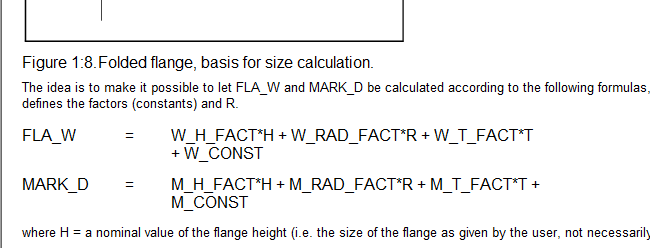 Figure 1:8. Folded flange, basis for size calculation.
The idea is to make it possible to let FLA_W and MARK_D be calculated according to the following formulas,
defines the factors (constants) and R.
FLA_W = W_H_FACT*H + W_RAD_FACT*R + W_T_FACT*T
+ W_CONST
MARK_D = M_H_FACT*H + M_RAD_FACT*R + M_T_FACT*T +
M_CONST
where H = a nominal value of the flange height (i.e. the size of the flange as given by the user, not necessarily